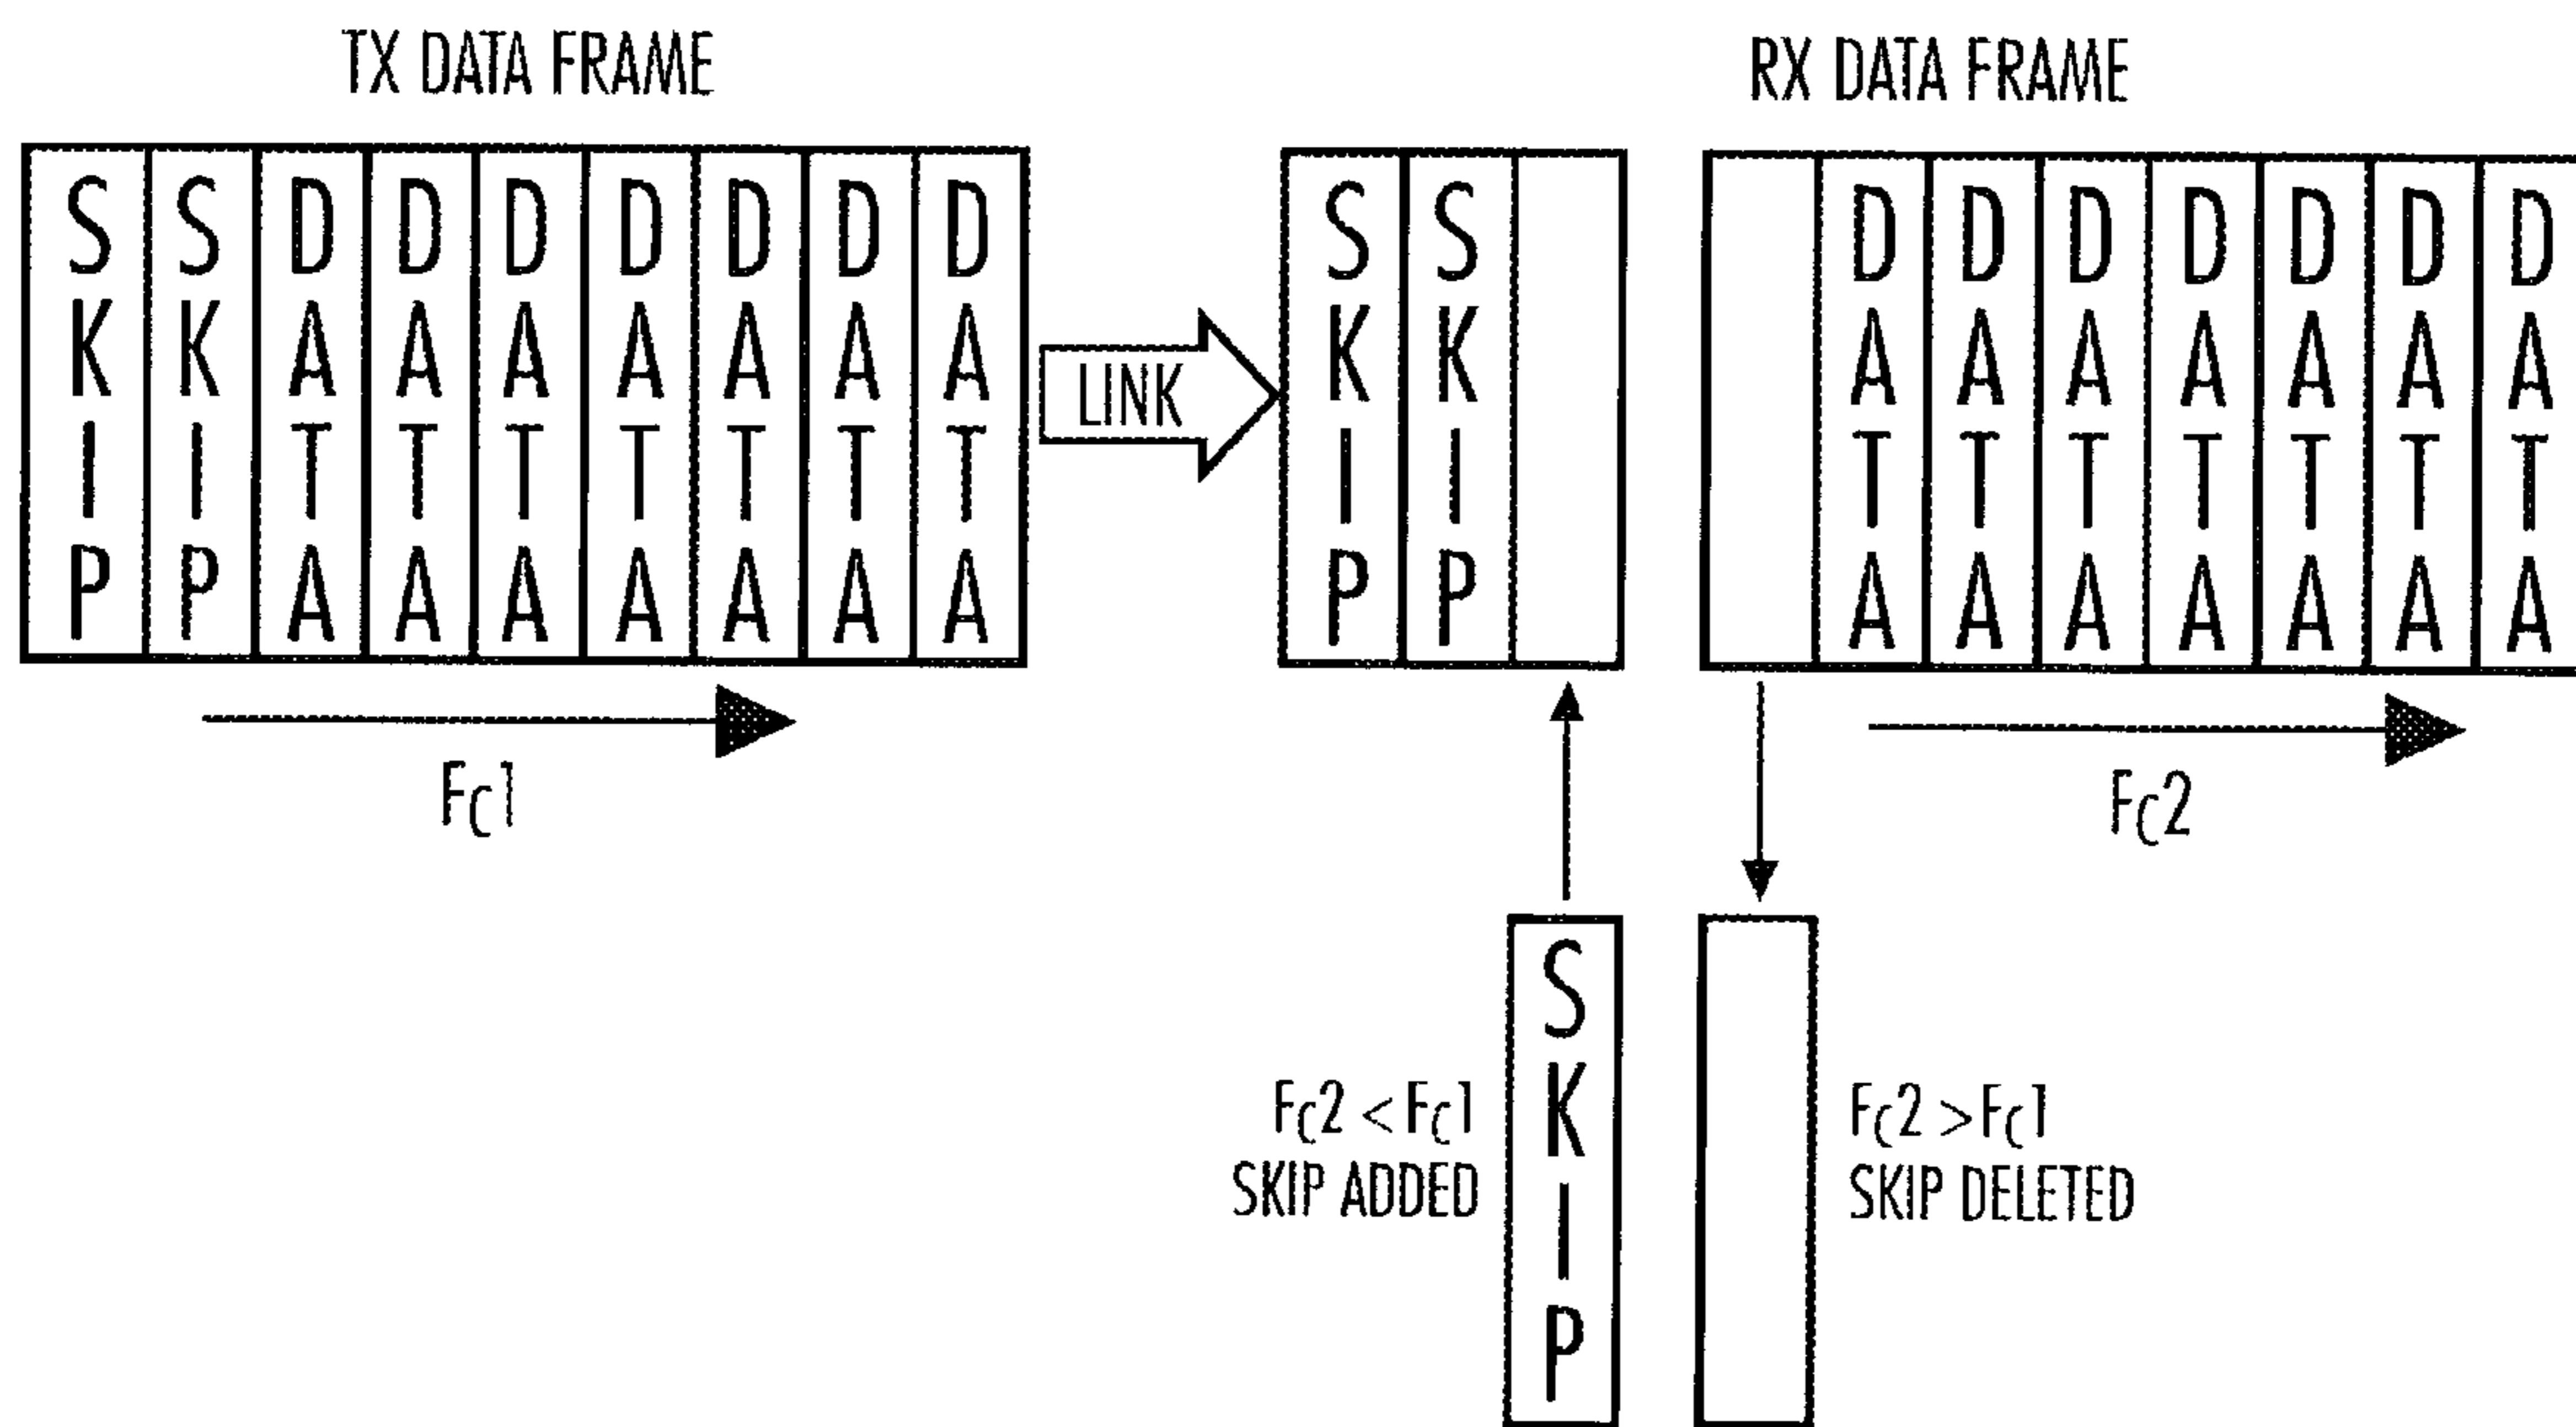 TX DATA FRAME
RX DATA FRAME
SKIP
SKIP
DATA
DATA
DATA
DATA
DATA
DATA
DATA
LINK
SKIP
SKIP
DATA
DATA
DATA
DATA
DATA
DATA
DATA
FC1
FC2
SKIP
FC2 < FC1
SKIP ADDED
FC2 > FC1
SKIP DELETED